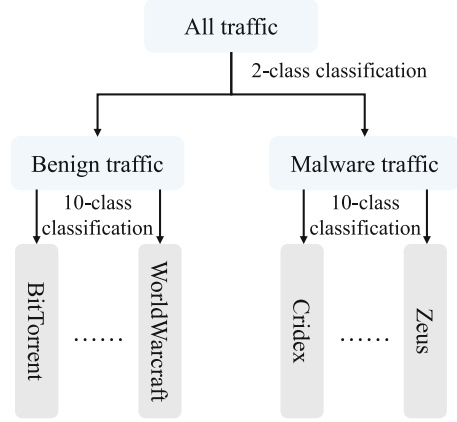 All traffic
2-class classification
Benign traffic
Malware traffic
10-class
classification
10-class
classification
BitTorrent
......
WorldWarcraft
Cridex
......
Zeus